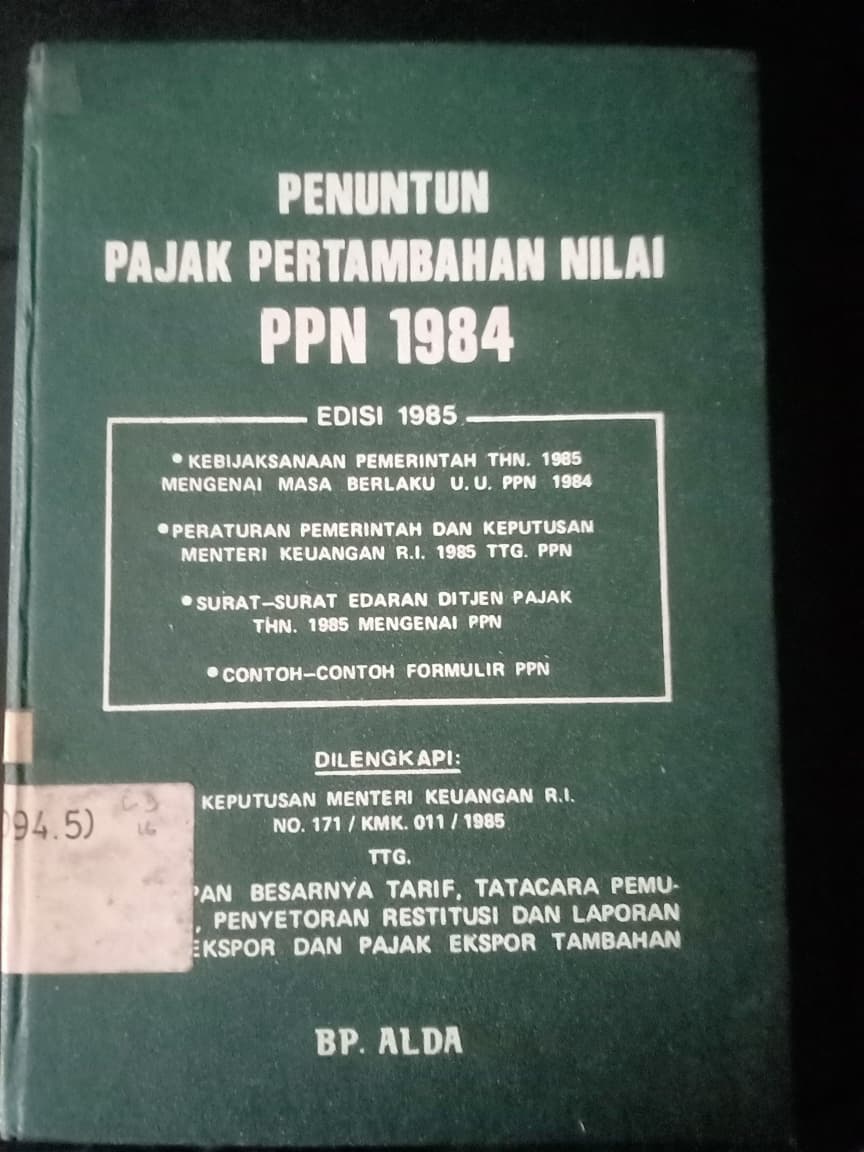 PENUNTUN
PAJAK PERTAMBAHAN NILAI
PPN 1984
EDISI 1985
• KEBIJAKSANAAN PEMERINTAH THN. 1985
MENGENAI MASA BERLAKU U.U. PPN 1984
• PERATURAN PEMERINTAH DAN KEPUTUSAN
MENTERI KEUANGAN R.I. 1985 TTG. PPN
• SURAT–SURAT EDARAN DITJEN PAJAK
THN. 1985 MENGENAI PPN
• CONTOH–CONTOH FORMULIR PPN
DILENGKAPI:
KEPUTUSAN MENTERI KEUANGAN R.I.
NO. 171 / KMK. 011 / 1985
TTG.
PAN BESARNYA TARIF, TATACARA PEMU-
, PENYETORAN RESTITUSI DAN LAPORAN
EKSPOR DAN PAJAK EKSPOR TAMBAHAN
94.5)
BP. ALDA